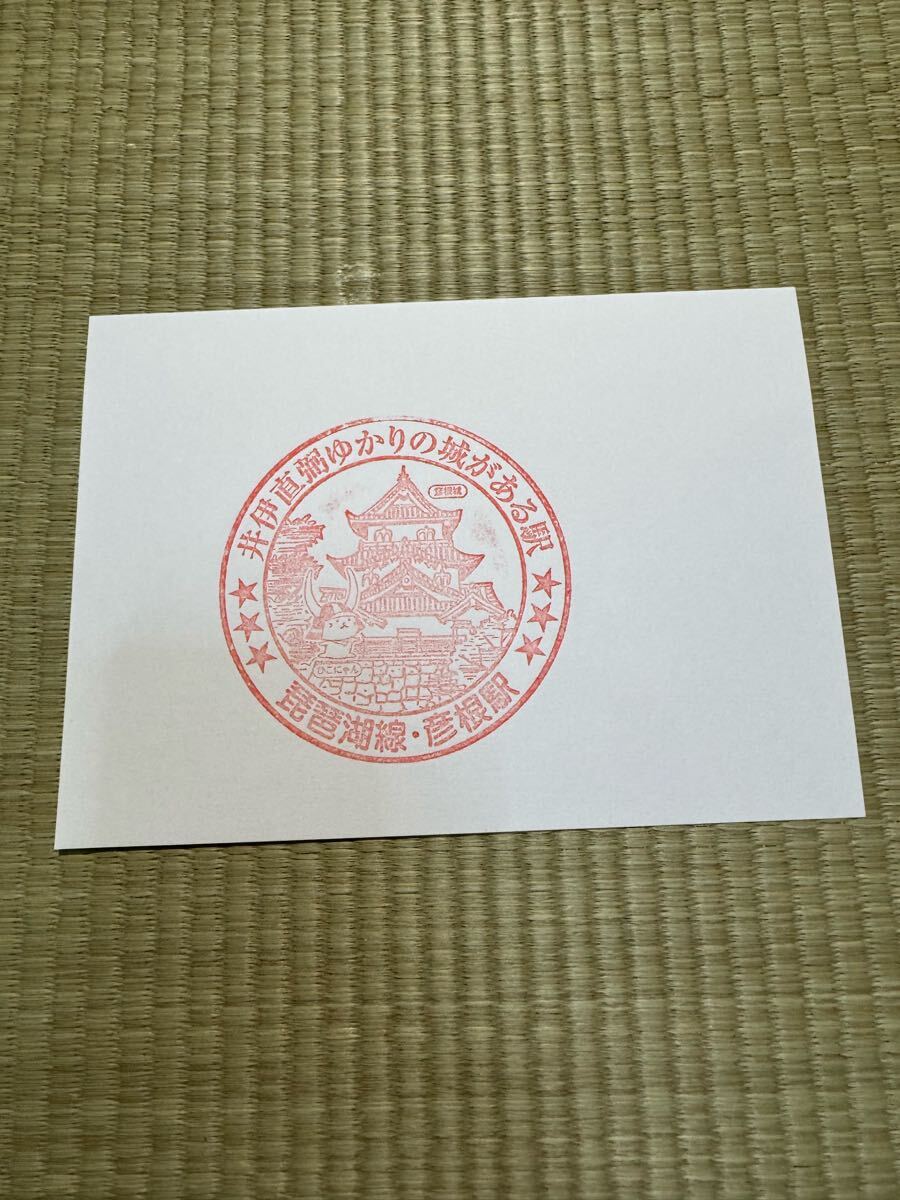 井伊直弼ゆかりの城がある駅
彦根城
ひこにゃん
琵琶湖線・彦根駅